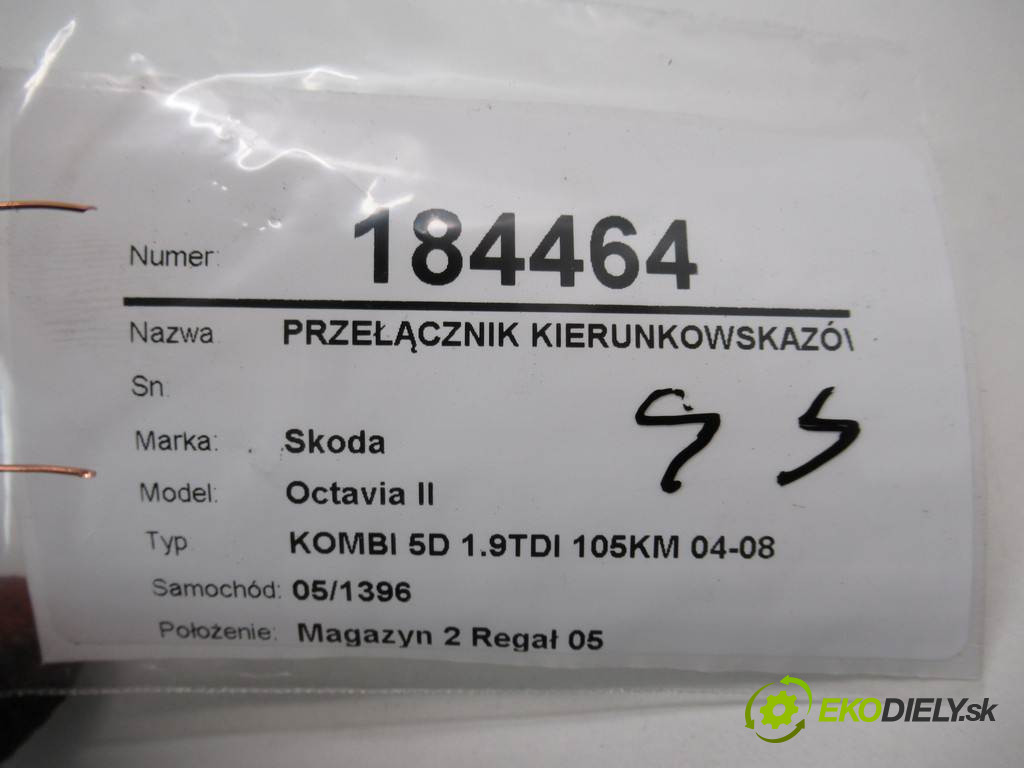 Numer: 184464
Nazwa PRZEŁĄCZNIK KIERUNKOWSKAZÓ
Sn.
Marka: Skoda
Model: Octavia II
Typ KOMBI 5D 1.9TDI 105KM 04-08
Samochód: 05/1396
Położenie: Magazyn 2 Regał 05
EKODIELY.sk